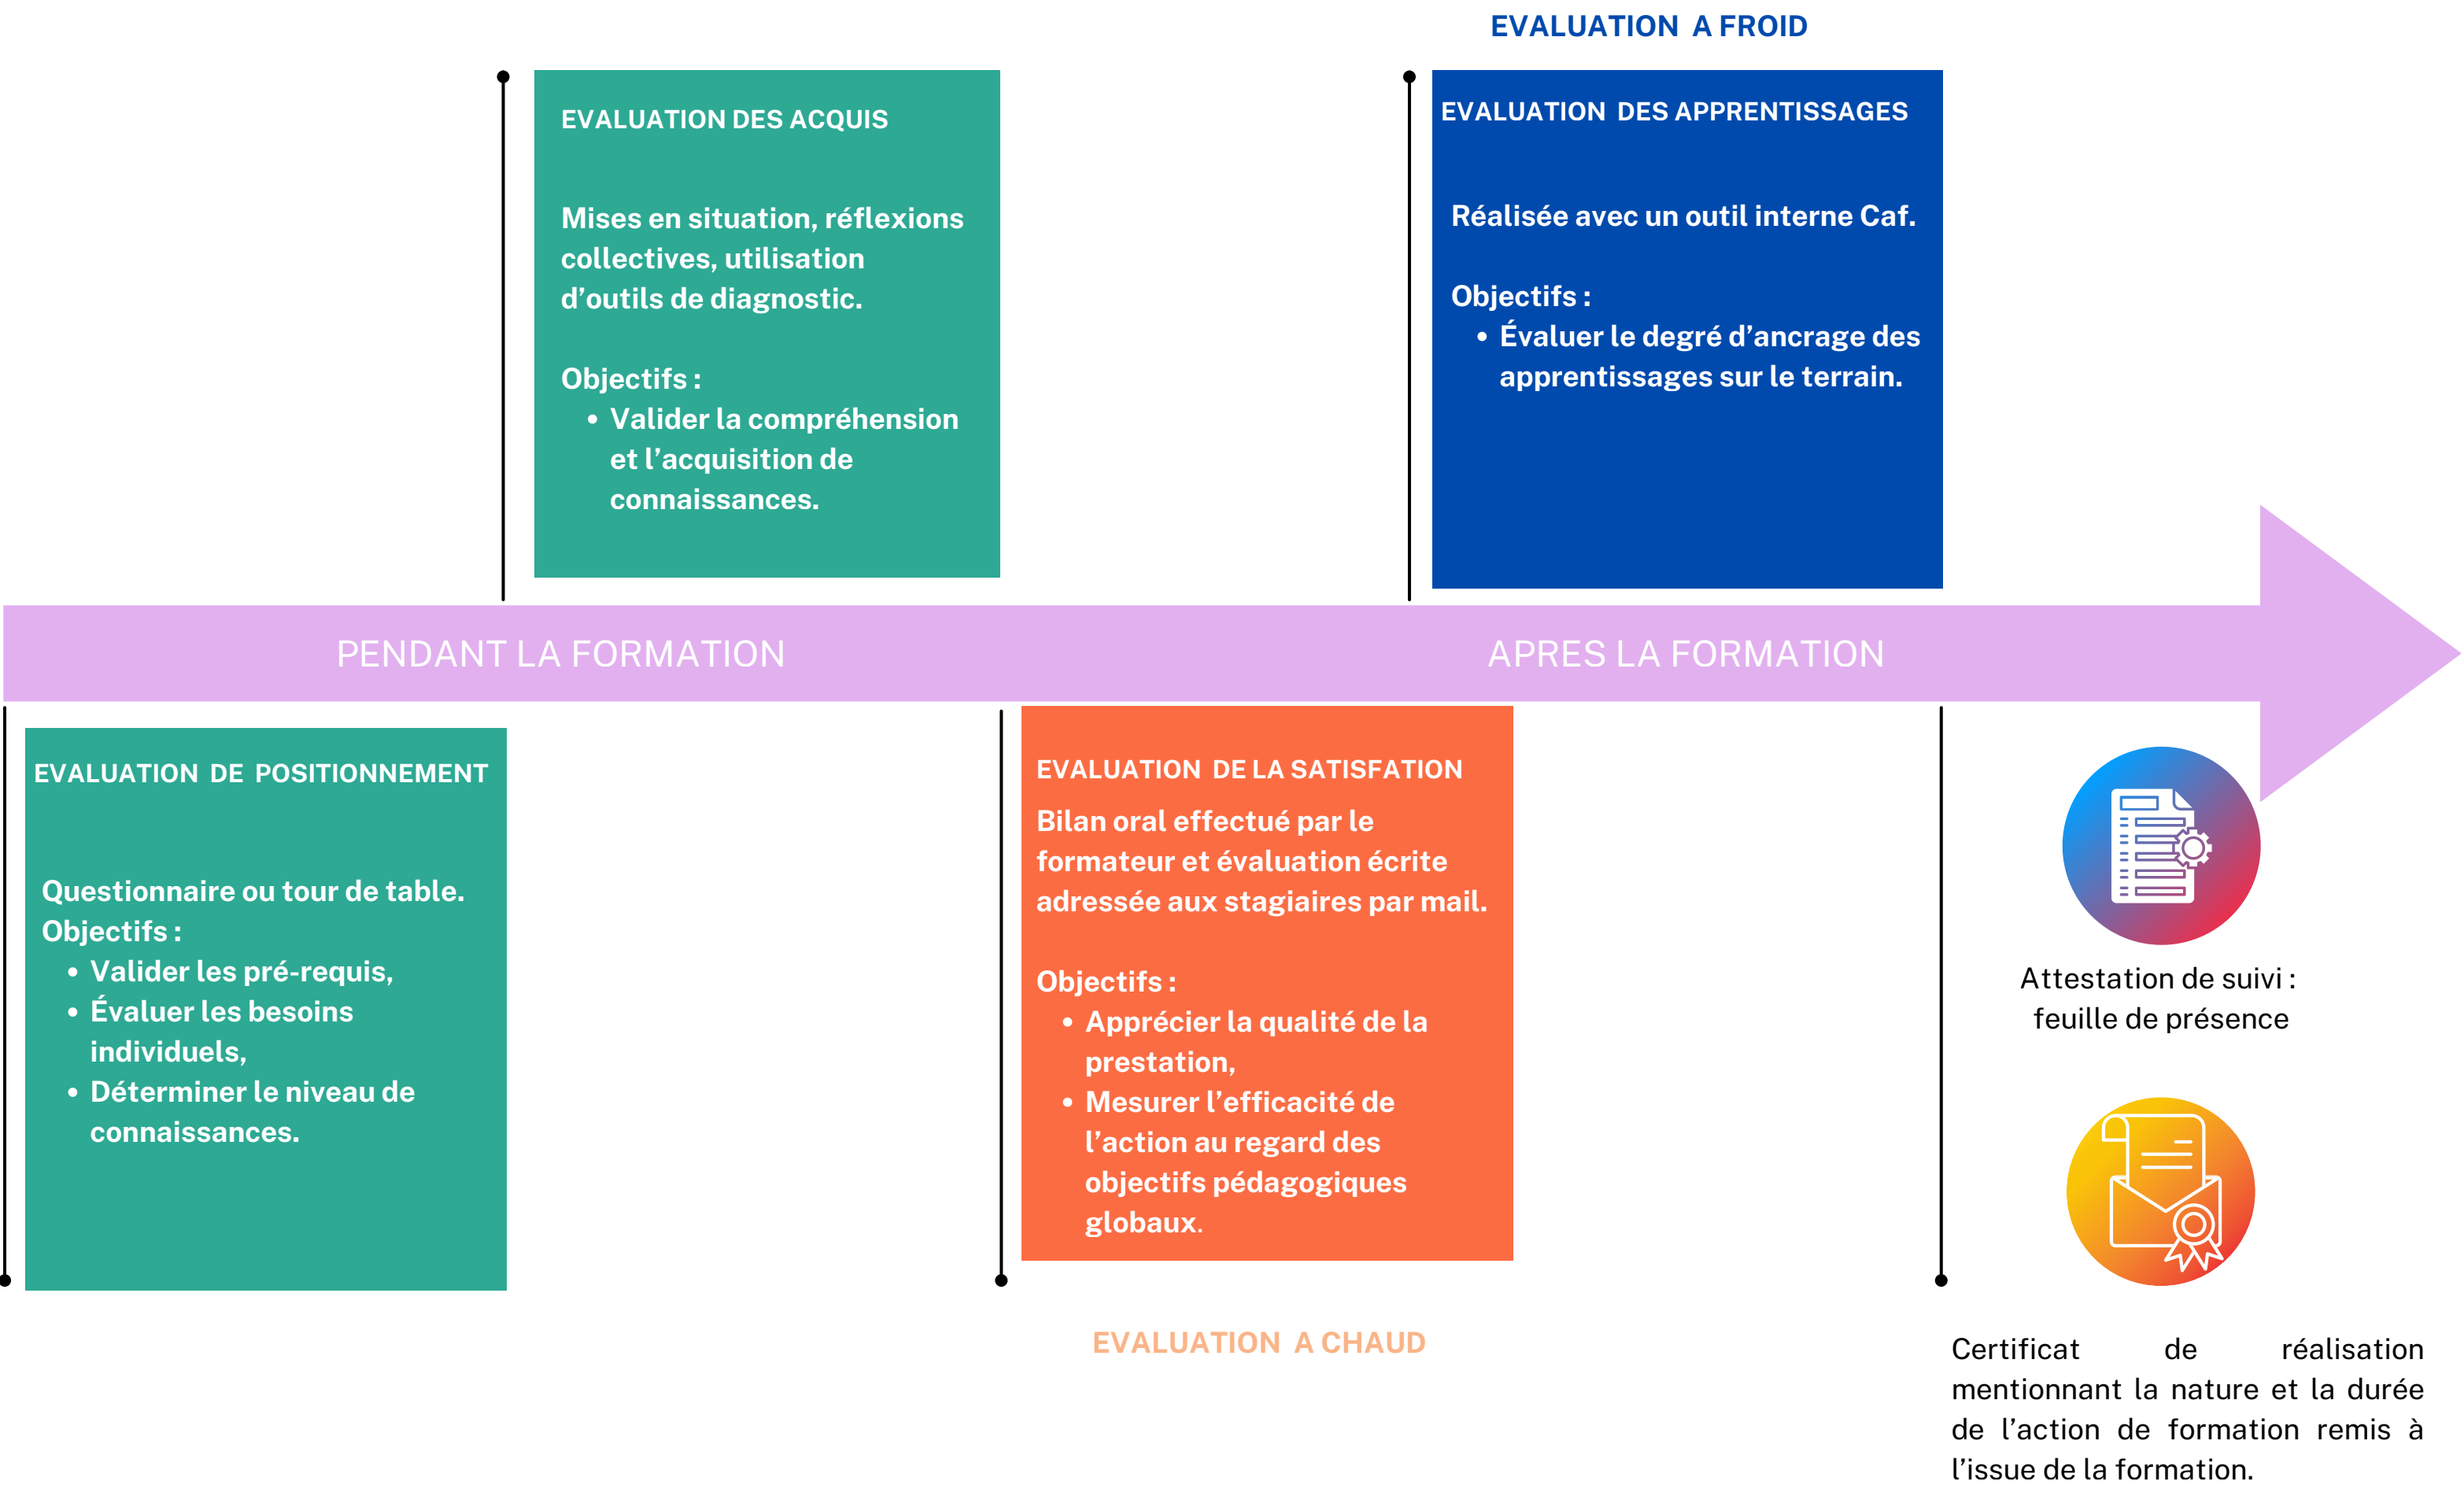 EVALUATION A FROID
EVALUATION DES ACQUIS
Mises en situation, réflexions
collectives, utilisation
d’outils de diagnostic.
Objectifs :
• Valider la compréhension
et l’acquisition de
connaissances.
EVALUATION DES APPRENTISSAGES
Réalisée avec un outil interne Caf.
Objectifs :
• Évaluer le degré d’ancrage des
apprentissages sur le terrain.
PENDANT LA FORMATION
APRES LA FORMATION
EVALUATION DE POSITIONNEMENT
Questionnaire ou tour de table.
Objectifs :
• Valider les pré-requis,
• Évaluer les besoins
individuels,
• Déterminer le niveau de
connaissances.
EVALUATION DE LA SATISFATION
Bilan oral effectué par le
formateur et évaluation écrite
adressée aux stagiaires par mail.
Objectifs :
• Apprécier la qualité de la
prestation,
• Mesurer l’efficacité de
l’action au regard des
objectifs pédagogiques
globaux.
EVALUATION A CHAUD
Attestation de suivi :
feuille de présence
Certificat de réalisation
mentionnant la nature et la durée
de l’action de formation remis à
l’issue de la formation.